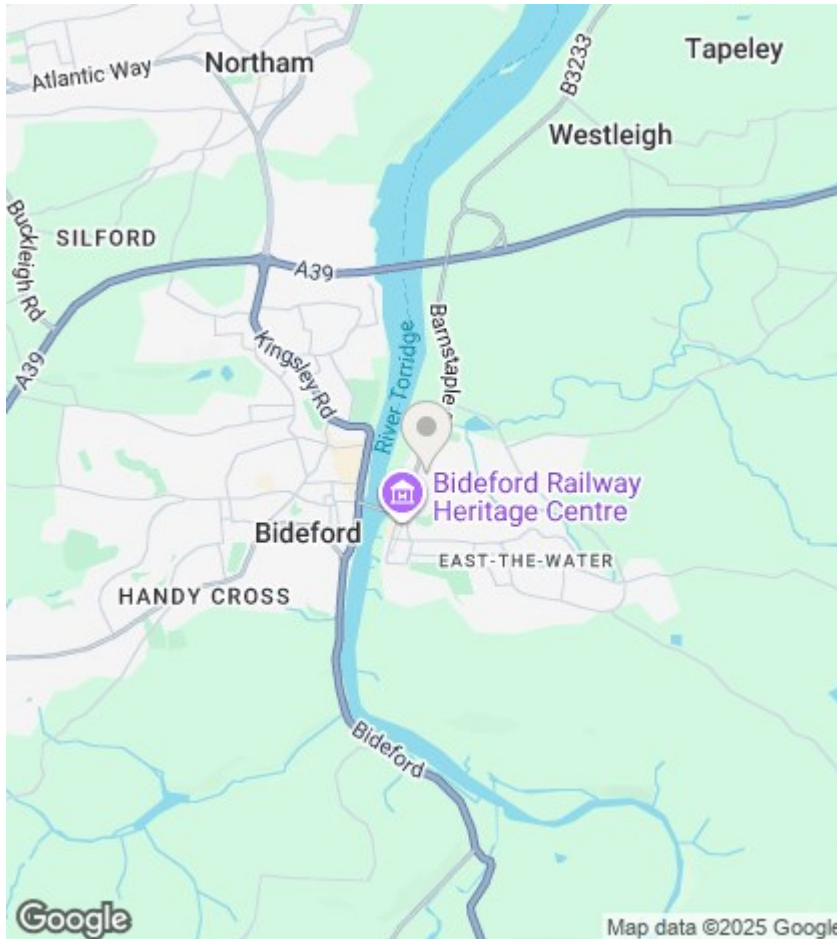 Northam
Tapeley
Atlantic Way
B3233
Westleigh
Buckleigh Rd
SILFORD
A39
A39
Barnstaple
Kingsley Rd
River Torridge
Bideford Railway
Heritage Centre
Bideford
EAST-THE-WATER
HANDY CROSS
Bideford
Google
Map data ©2025 Google